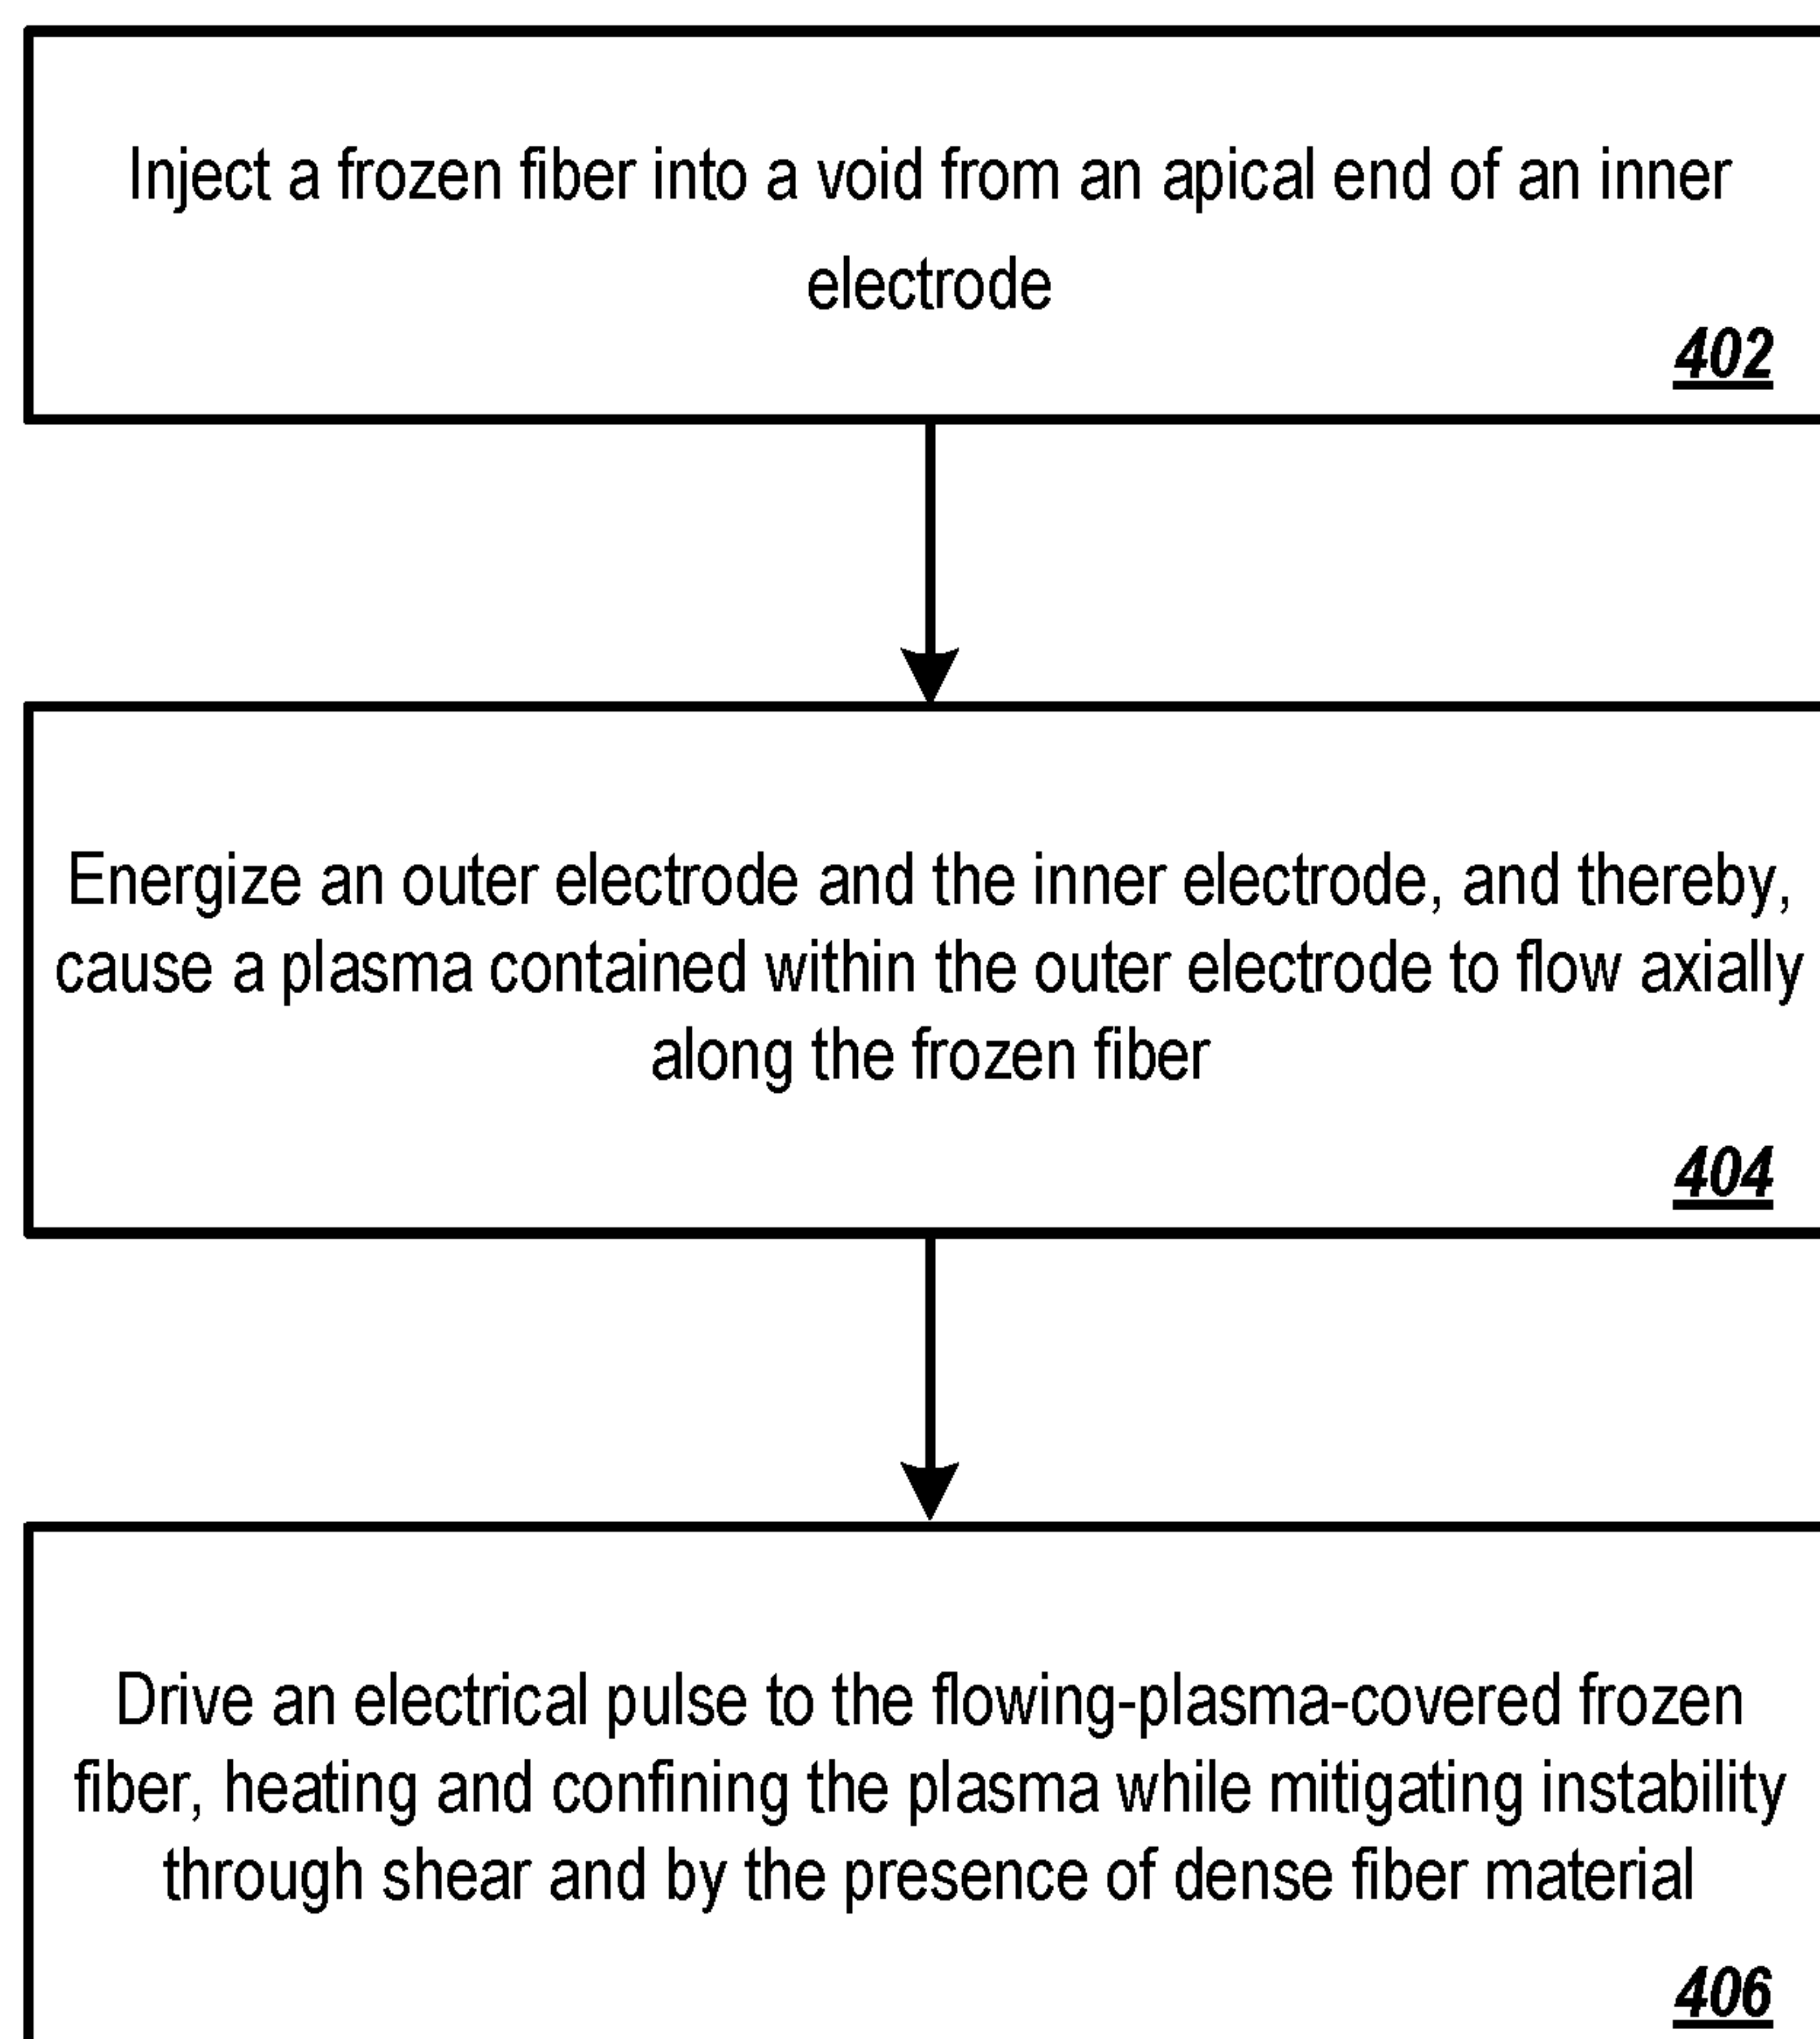 Inject a frozen fiber into a void from an apical end of an inner
electrode
402
Energize an outer electrode and the inner electrode, and thereby,
cause a plasma contained within the outer electrode to flow axially
along the frozen fiber
404
Drive an electrical pulse to the flowing-plasma-covered frozen
fiber, heating and confining the plasma while mitigating instability
through shear and by the presence of dense fiber material
406